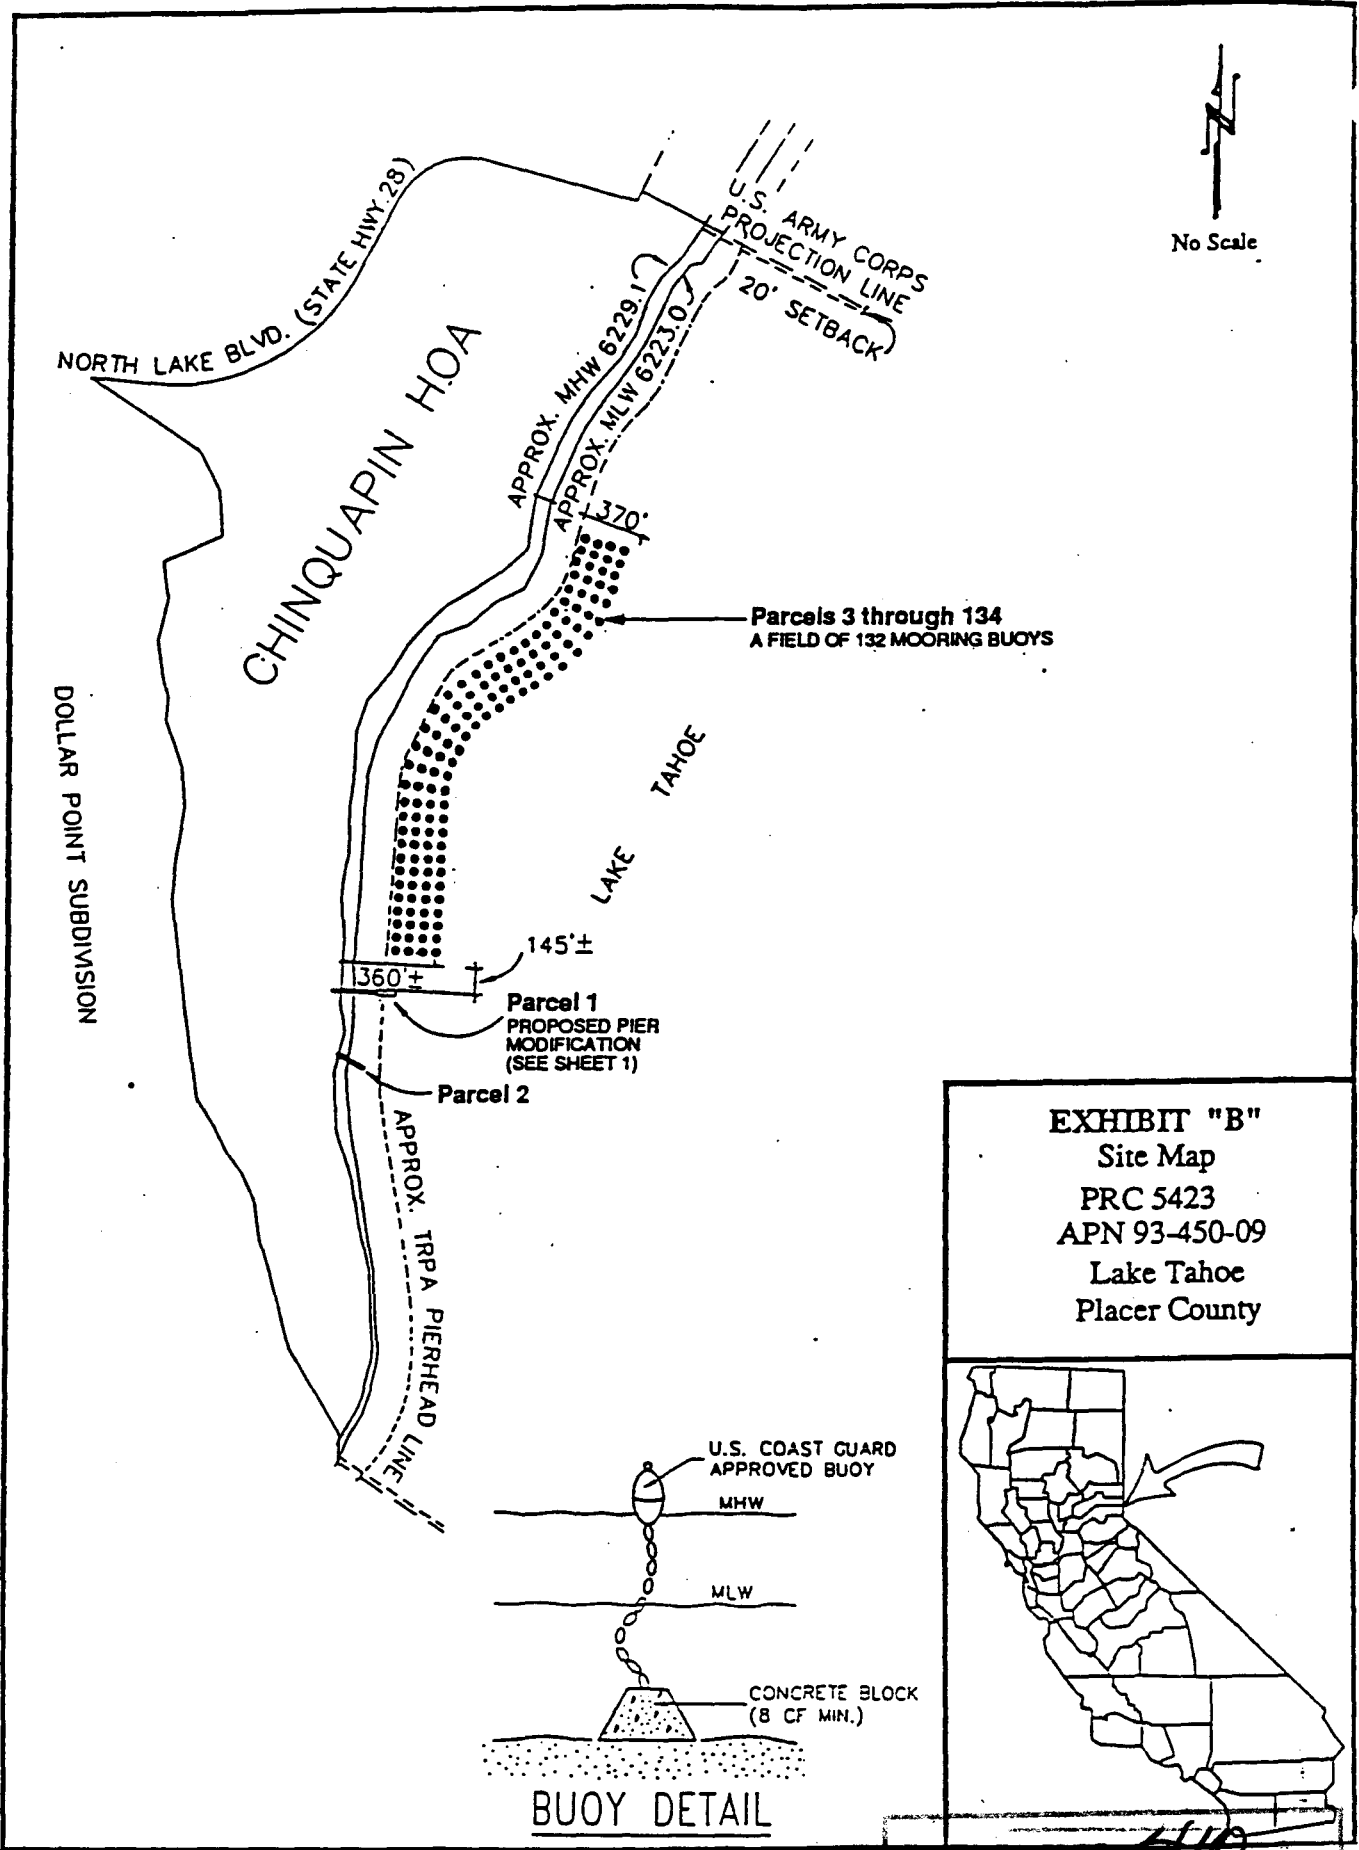 No Scale
NORTH LAKE BLVD. (STATE HWY. 28)
U.S. ARMY CORPS
PROJECTION LINE
20' SETBACK
APPROX. MHW 6229.1
APPROX. MLW 6223.0
CHINQUAPIN HOA
370'
Parcels 3 through 134
A FIELD OF 132 MOORING BUOYS
DOLLAR POINT SUBDIVISION
LAKE TAHOE
145'±
360'±
Parcel 1
PROPOSED PIER
MODIFICATION
(SEE SHEET 1)
Parcel 2
APPROX. TRPA PIERHEAD LINE
EXHIBIT "B"
Site Map
PRC 5423
APN 93-450-09
Lake Tahoe
Placer County
U.S. COAST GUARD
APPROVED BUOY
MHW
MLW
CONCRETE BLOCK
(8 CF MIN.)
BUOY DETAIL